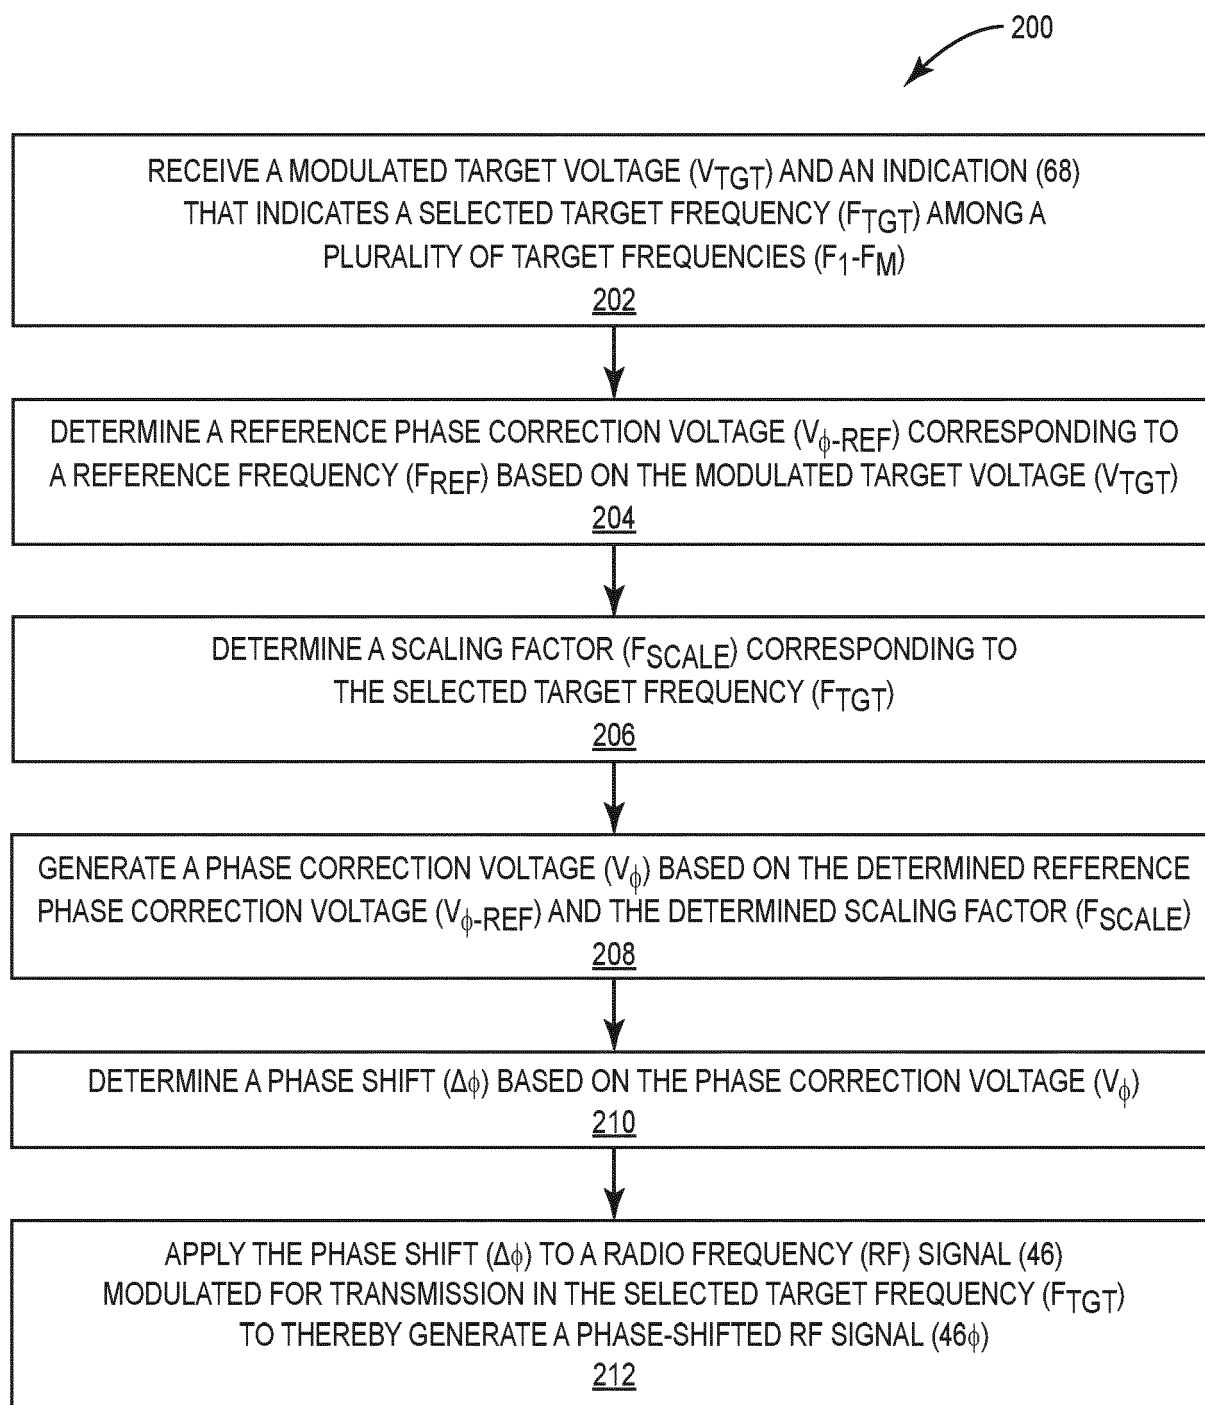 200
RECEIVE A MODULATED TARGET VOLTAGE (VTGT) AND AN INDICATION (68)
THAT INDICATES A SELECTED TARGET FREQUENCY (FTGT) AMONG A
PLURALITY OF TARGET FREQUENCIES (F1-FM)
202
DETERMINE A REFERENCE PHASE CORRECTION VOLTAGE (Vϕ-REF) CORRESPONDING TO
A REFERENCE FREQUENCY (FREF) BASED ON THE MODULATED TARGET VOLTAGE (VTGT)
204
DETERMINE A SCALING FACTOR (FSCALE) CORRESPONDING TO
THE SELECTED TARGET FREQUENCY (FTGT)
206
GENERATE A PHASE CORRECTION VOLTAGE (Vϕ) BASED ON THE DETERMINED REFERENCE
PHASE CORRECTION VOLTAGE (Vϕ-REF) AND THE DETERMINED SCALING FACTOR (FSCALE)
208
DETERMINE A PHASE SHIFT (Δϕ) BASED ON THE PHASE CORRECTION VOLTAGE (Vϕ)
210
APPLY THE PHASE SHIFT (Δϕ) TO A RADIO FREQUENCY (RF) SIGNAL (46)
MODULATED FOR TRANSMISSION IN THE SELECTED TARGET FREQUENCY (FTGT)
TO THEREBY GENERATE A PHASE-SHIFTED RF SIGNAL (46ϕ)
212